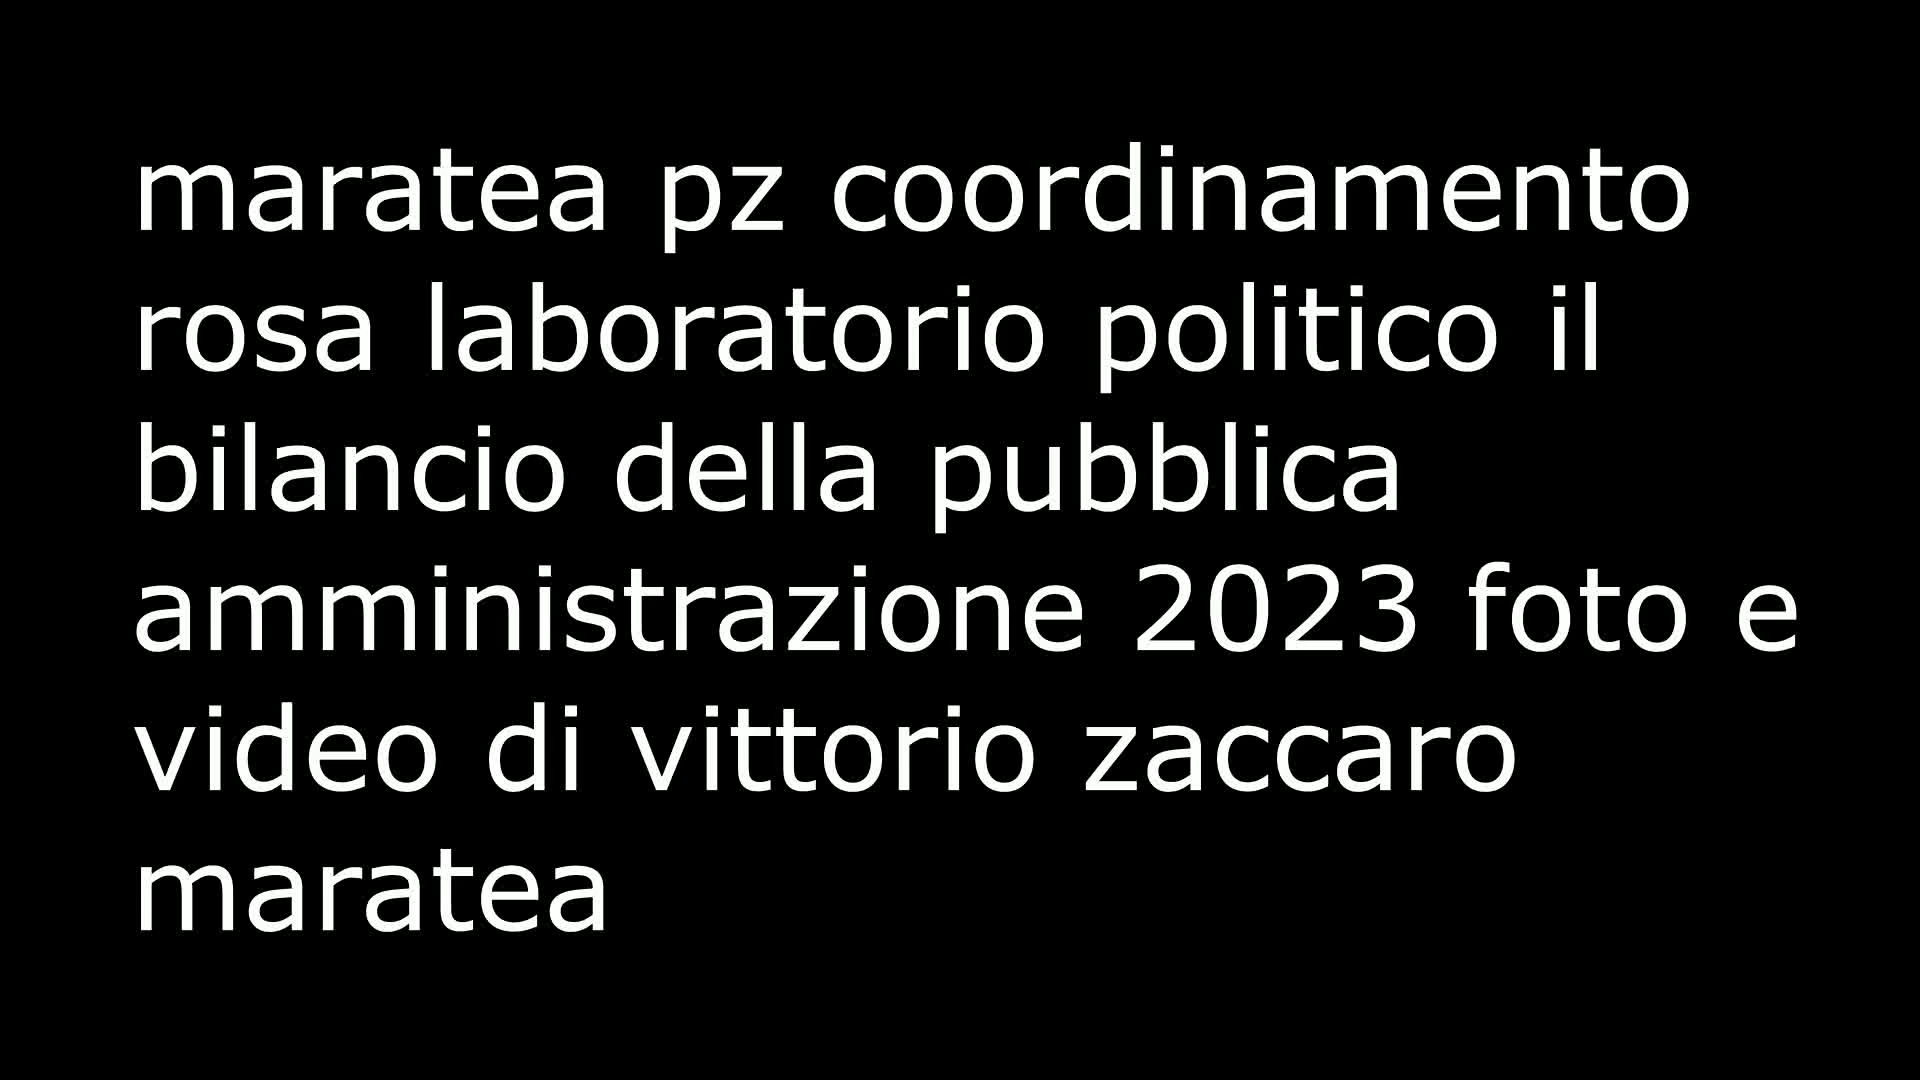 maratea pz coordinamento
rosa laboratorio politico il
bilancio della pubblica
amministrazione 2023 foto e
video di vittorio zaccaro
maratea